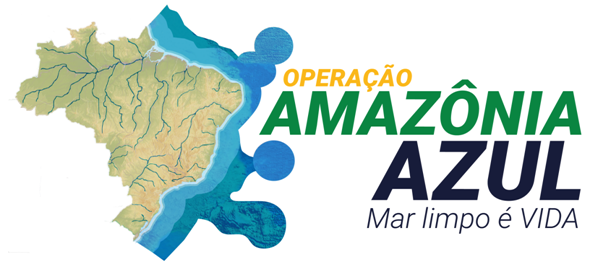 OPERAÇÃO
AMAZÔNIA
AZUL
Mar limpo é VIDA